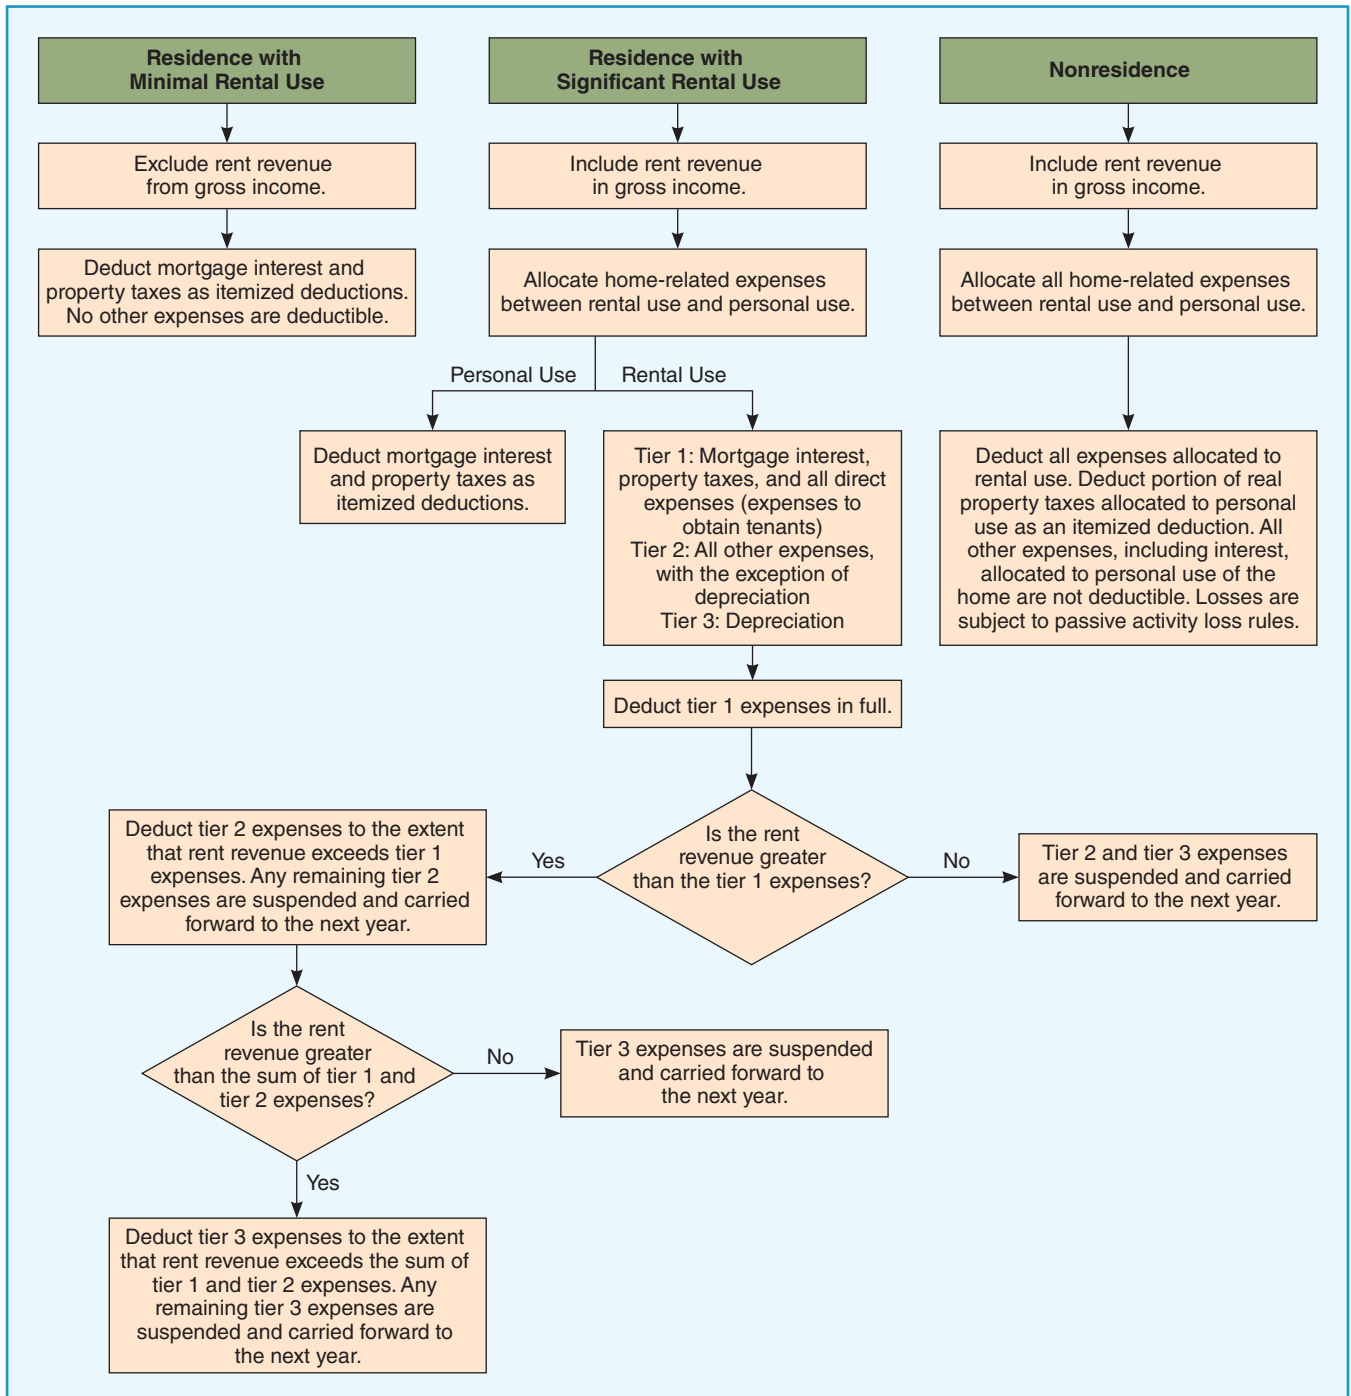 Residence with
Minimal Rental Use
Residence with
Significant Rental Use
Nonresidence
Exclude rent revenue
from gross income.
Include rent revenue
in gross income.
Include rent revenue
in gross income.
Deduct mortgage interest and
property taxes as itemized deductions.
No other expenses are deductible.
Allocate home-related expenses
between rental use and personal use.
Allocate all home-related expenses
between rental use and personal use.
Personal Use
Rental Use
Deduct mortgage interest
and property taxes as
itemized deductions.
Tier 1: Mortgage interest,
property taxes, and all direct
expenses (expenses to
obtain tenants)
Tier 2: All other expenses,
with the exception of
depreciation
Tier 3: Depreciation
Deduct all expenses allocated to
rental use. Deduct portion of real
property taxes allocated to personal
use as an itemized deduction. All
other expenses, including interest,
allocated to personal use of the
home are not deductible. Losses are
subject to passive activity loss rules.
Deduct tier 1 expenses in full.
Is the rent
revenue greater
than the tier 1 expenses?
Yes
No
Deduct tier 2 expenses to the extent
that rent revenue exceeds tier 1
expenses. Any remaining tier 2
expenses are suspended and carried
forward to the next year.
Tier 2 and tier 3 expenses
are suspended and carried
forward to the next year.
Is the rent
revenue greater
than the sum of tier 1 and
tier 2 expenses?
No
Tier 3 expenses are suspended
and carried forward to
the next year.
Yes
Deduct tier 3 expenses to the extent
that rent revenue exceeds the sum of
tier 1 and tier 2 expenses. Any
remaining tier 3 expenses are
suspended and carried forward to
the next year.